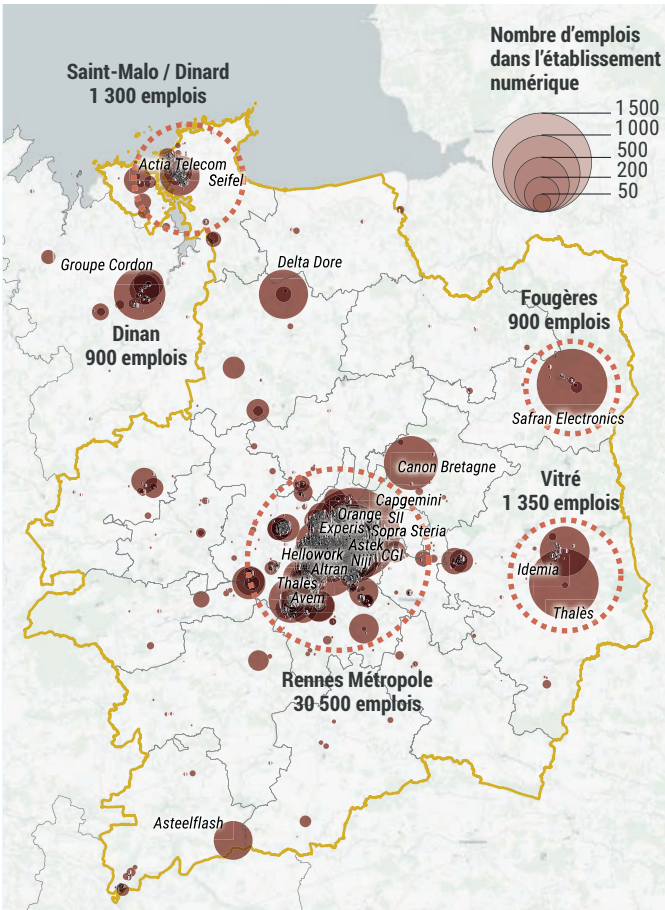 Nombre d'emplois
dans l'établissement
numérique
1 500
1 000
500
200
50
Saint-Malo / Dinard
1 300 emplois
Actia Telecom
Seifel
Groupe Cordon
Dinan
900 emplois
Delta Dore
Fougères
900 emplois
Safran Electronics
Canon Bretagne
Vitré
1 350 emplois
Idemia
Thalès
Capgemini
Orange
SII
Experis
Sopra Steria
Astek
Hellowork
Niji
CGI
Altran
Thalès
Avem
Rennes Métropole
30 500 emplois
Asteelflash